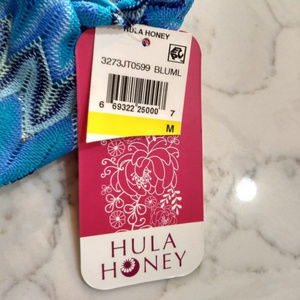 HULA HONEY
3273JT0599 BLUML
6 69322 25000 7
M
HULA
HONEY